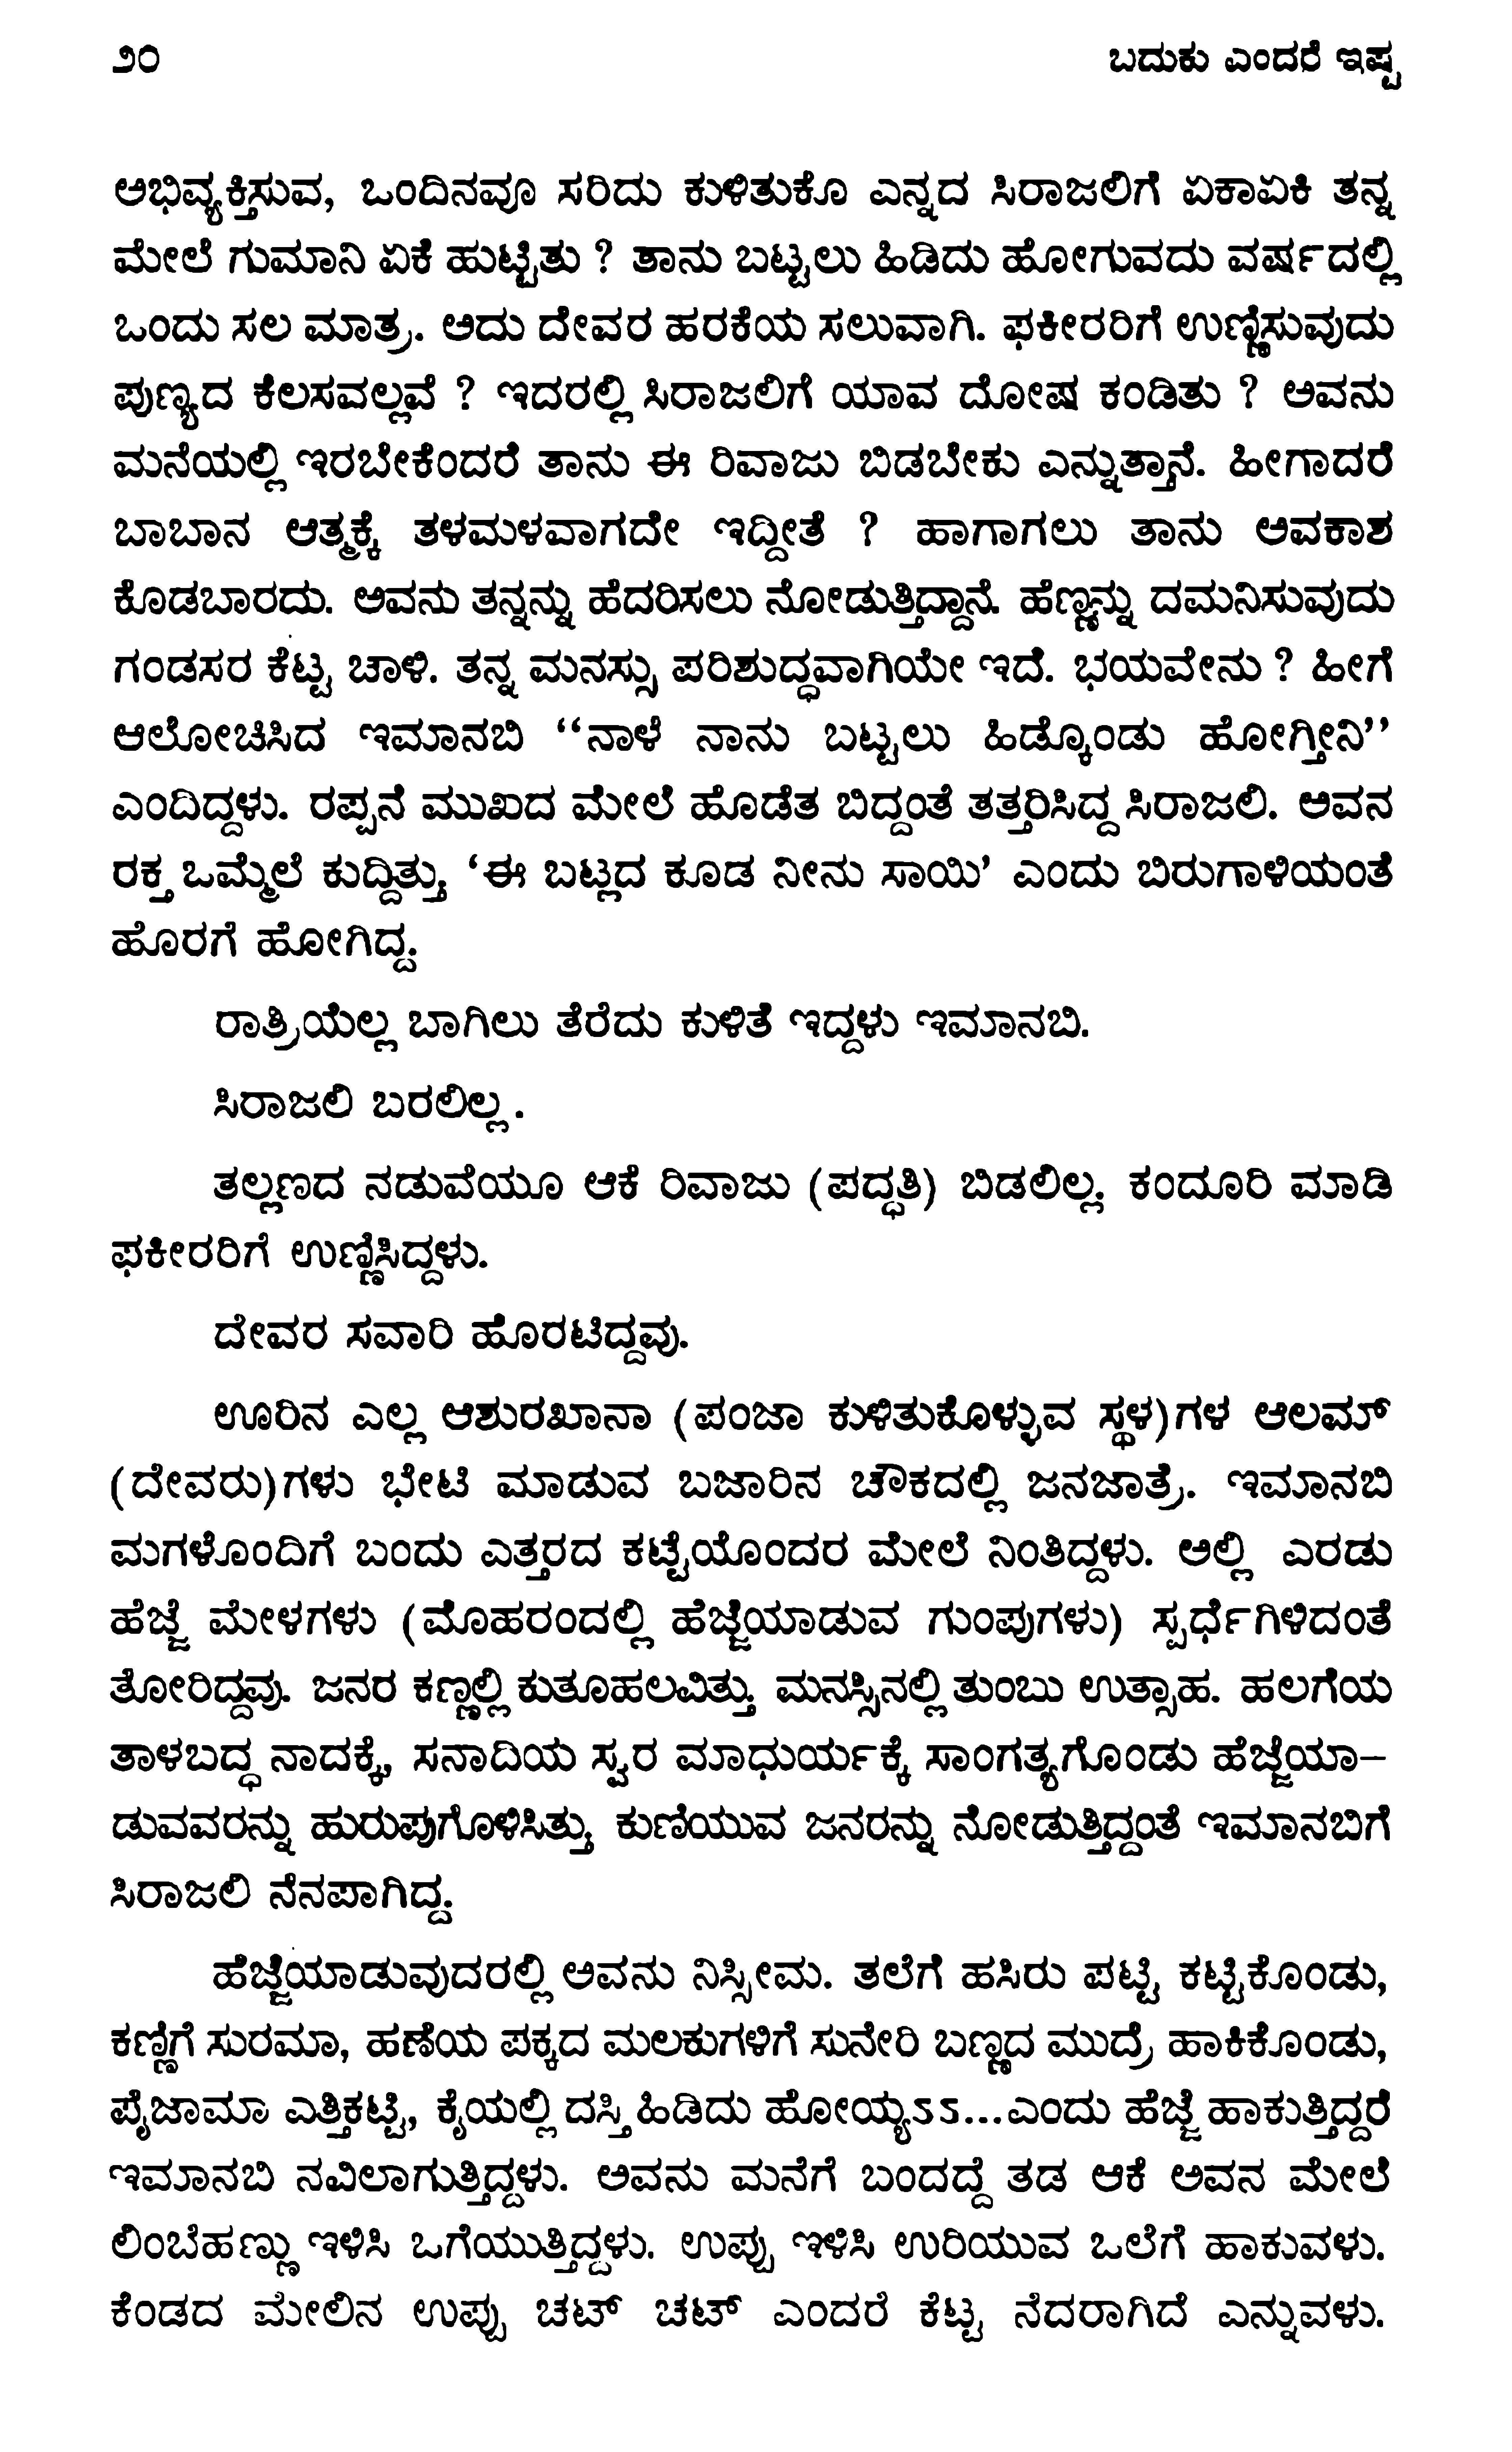 ೨೦ ಬದುಕು ಎಂದರೆ ಇಷ್ಟ
ಅಭಿವ್ಯಕ್ತಿಸುವ, ಒಂದಿನವೂ ಸರಿದು ಕುಳಿತುಕೊ ಎನ್ನದ ಸಿರಾಜಲಿಗೆ ಏಕಾಏಕಿ ತನ್ನ
ಮೇಲೆ ಗುಮಾನಿ ಏಕೆ ಹುಟ್ಟಿತು ? ತಾನು ಬಟ್ಟಲು ಹಿಡಿದು ಹೋಗುವದು ವರ್ಷದಲ್ಲಿ
ಒಂದು ಸಲ ಮಾತ್ರ. ಅದು ದೇವರ ಹರಕೆಯ ಸಲುವಾಗಿ. ಫಕೀರರಿಗೆ ಉಣ್ಣಿಸುವುದು
ಪುಣ್ಯದ ಕೆಲಸವಲ್ಲವೆ ? ಇದರಲ್ಲಿ ಸಿರಾಜಲಿಗೆ ಯಾವ ದೋಷ ಕಂಡಿತು ? ಅವನು
ಮನೆಯಲ್ಲಿ ಇರಬೇಕೆಂದರೆ ತಾನು ಈ ರಿವಾಜು ಬಿಡಬೇಕು ಎನ್ನುತ್ತಾನೆ. ಹೀಗಾದರೆ
ಬಾಬಾನ ಆತ್ಮಕ್ಕೆ ತಳಮಳವಾಗದೇ ಇದ್ದೀತೆ ? ಹಾಗಾಗಲು ತಾನು ಅವಕಾಶ
ಕೊಡಬಾರದು. ಅವನು ತನ್ನನ್ನು ಹೆದರಿಸಲು ನೋಡುತ್ತಿದ್ದಾನೆ. ಹೆಣ್ಣನ್ನು ದಮನಿಸುವುದು
ಗಂಡಸರ ಕೆಟ್ಟ ಚಾಳಿ. ತನ್ನ ಮನಸ್ಸು ಪರಿಶುದ್ಧವಾಗಿಯೇ ಇದೆ. ಭಯವೇನು ? ಹೀಗೆ
ಆಲೋಚಿಸಿದ ಇಮಾನಬಿ “ನಾಳೆ ನಾನು ಬಟ್ಟಲು ಹಿಡ್ಕೊಂಡು ಹೋಗ್ತೀನಿ”
ಎಂದಿದ್ದಳು. ರಪ್ಪನೆ ಮುಖದ ಮೇಲೆ ಹೊಡೆತ ಬಿದ್ದಂತೆ ತತ್ತರಿಸಿದ್ದ ಸಿರಾಜಲಿ. ಅವನ
ರಕ್ತ ಒಮ್ಮೆಲೆ ಕುದ್ದಿತ್ತು, ‘ಈ ಬಟ್ಲದ ಕೂಡ ನೀನು ಸಾಯಿ’ ಎಂದು ಬಿರುಗಾಳಿಯಂತೆ
ಹೊರಗೆ ಹೋಗಿದ್ದ.
ರಾತ್ರಿಯೆಲ್ಲ ಬಾಗಿಲು ತೆರೆದು ಕುಳಿತೆ ಇದ್ದಳು ಇಮಾನಬಿ.
ಸಿರಾಜಲಿ ಬರಲಿಲ್ಲ.
ತಲ್ಲಣದ ನಡುವೆಯೂ ಆಕೆ ರಿವಾಜು (ಪದ್ಧತಿ) ಬಿಡಲಿಲ್ಲ. ಕಂದೂರಿ ಮಾಡಿ
ಫಕೀರರಿಗೆ ಉಣ್ಣಿಸಿದ್ದಳು.
ದೇವರ ಸವಾರಿ ಹೊರಟಿದ್ದವು.
ಊರಿನ ಎಲ್ಲ ಆಶುರಖಾನಾ (ಪಂಜಾ ಕುಳಿತುಕೊಳ್ಳುವ ಸ್ಥಳ)ಗಳ ಆಲಮ್
(ದೇವರು)ಗಳು ಭೇಟಿ ಮಾಡುವ ಬಜಾರಿನ ಚೌಕದಲ್ಲಿ ಜನಜಾತ್ರೆ. ಇಮಾನಬಿ
ಮಗಳೊಂದಿಗೆ ಬಂದು ಎತ್ತರದ ಕಟ್ಟೆಯೊಂದರ ಮೇಲೆ ನಿಂತಿದ್ದಳು. ಅಲ್ಲಿ ಎರಡು
ಹೆಜ್ಜೆ ಮೇಳಗಳು (ಮೊಹರಂದಲ್ಲಿ ಹೆಜ್ಜೆಯಾಡುವ ಗುಂಪುಗಳು) ಸ್ಪರ್ಧೆಗಿಳಿದಂತೆ
ತೋರಿದ್ದವು. ಜನರ ಕಣ್ಣಲ್ಲಿ ಕುತೂಹಲವಿತ್ತು. ಮನಸ್ಸಿನಲ್ಲಿ ತುಂಬು ಉತ್ಸಾಹ. ಹಲಗೆಯ
ತಾಳಬದ್ಧ ನಾದಕ್ಕೆ, ಸನಾದಿಯ ಸ್ವರ ಮಾಧುರ್ಯಕ್ಕೆ ಸಾಂಗತ್ಯಗೊಂಡು ಹೆಜ್ಜೆಯಾ–
ಡುವವರನ್ನು ಹುರುಪುಗೊಳಿಸಿತ್ತು. ಕುಣಿಯುವ ಜನರನ್ನು ನೋಡುತ್ತಿದ್ದಂತೆ ಇಮಾನಬಿಗೆ
ಸಿರಾಜಲಿ ನೆನಪಾಗಿದ್ದ.
ಹೆಜ್ಜೆಯಾಡುವುದರಲ್ಲಿ ಅವನು ನಿಸ್ಸೀಮ. ತಲೆಗೆ ಹಸಿರು ಪಟ್ಟಿ ಕಟ್ಟಿಕೊಂಡು,
ಕಣ್ಣಿಗೆ ಸುರಮಾ, ಹಣೆಯ ಪಕ್ಕದ ಮಲಕುಗಳಿಗೆ ಸುನೇರಿ ಬಣ್ಣದ ಮುದ್ರೆ ಹಾಕಿಕೊಂಡು,
ಪೈಜಾಮಾ ಎತ್ತಿಕಟ್ಟಿ, ಕೈಯಲ್ಲಿ ದಸ್ತಿ ಹಿಡಿದು ಹೋಯ್ಯಽಽ...ಎಂದು ಹೆಜ್ಜೆ ಹಾಕುತ್ತಿದ್ದರೆ
ಇಮಾನಬಿ ನವಿಲಾಗುತ್ತಿದ್ದಳು. ಅವನು ಮನೆಗೆ ಬಂದದ್ದೆ ತಡ ಆಕೆ ಅವನ ಮೇಲೆ
ಲಿಂಬೆಹಣ್ಣು ಇಳಿಸಿ ಒಗೆಯುತ್ತಿದ್ದಳು. ಉಪ್ಪು ಇಳಿಸಿ ಉರಿಯುವ ಒಲೆಗೆ ಹಾಕುವಳು.
ಕೆಂಡದ ಮೇಲಿನ ಉಪ್ಪು ಚಟ್ ಚಟ್ ಎಂದರೆ ಕೆಟ್ಟ ನೆದರಾಗಿದೆ ಎನ್ನುವಳು.